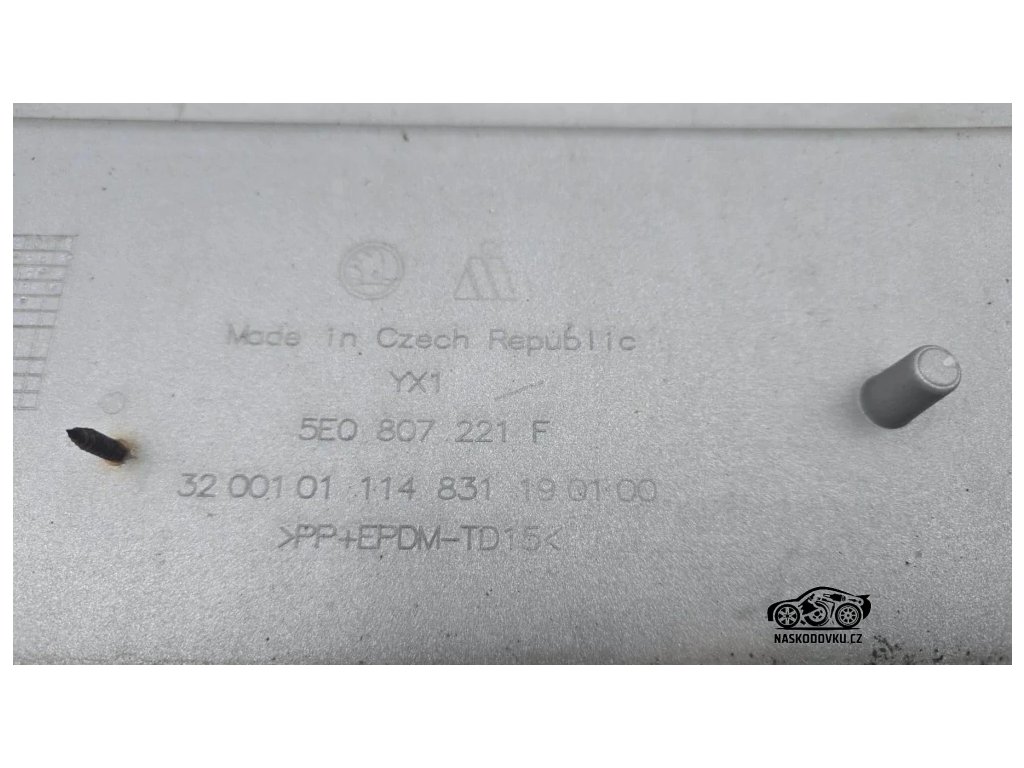 Made in Czech Republic
YX1
5E0 807 221 F
32 001 01 114 831 19 01 00
>PP+EPDM-TD15<
NASKODOVKU.CZ